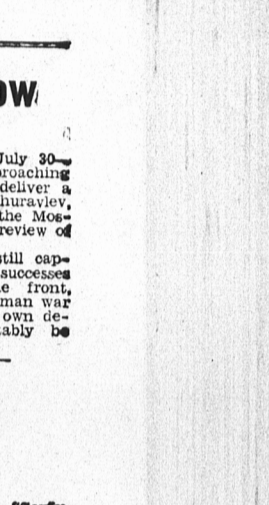 OW
July 30—
proaching
deliver a
huravlev,
the Mos-
review of
still cap-
successes
e front,
man war
own de-
ably be